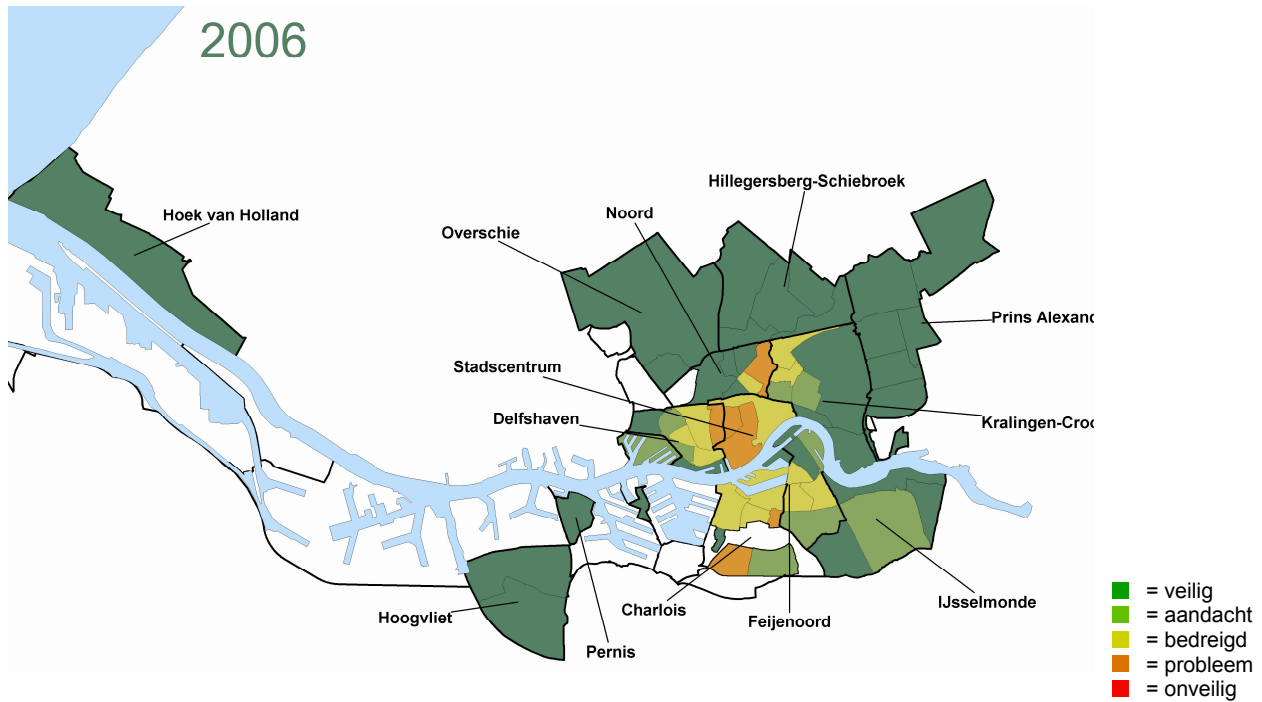 2006
Hillegersberg-Schiebroek
Noord
Hoek van Holland
Overschie
Prins Alexand
Stadscentrum
Delfshaven
Kralingen-Croo
IJsselmonde
Charlois
Hoogvliet
Feijenoord
Pernis
= veilig
= aandacht
= bedreigd
= probleem
= onveilig